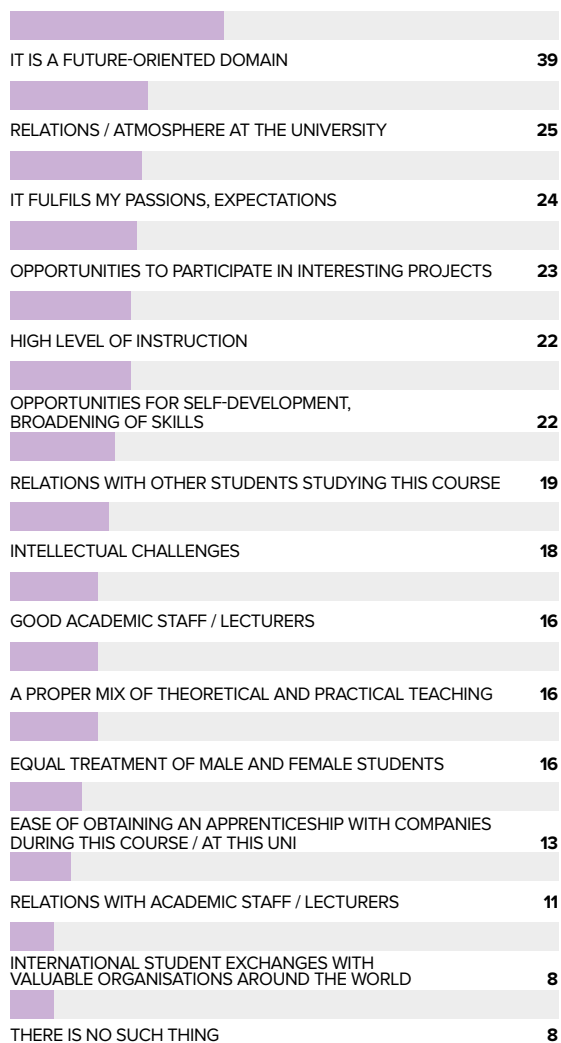 IT IS A FUTURE-ORIENTED DOMAIN 39
RELATIONS / ATMOSPHERE AT THE UNIVERSITY 25
IT FULFILS MY PASSIONS, EXPECTATIONS 24
OPPORTUNITIES TO PARTICIPATE IN INTERESTING PROJECTS 23
HIGH LEVEL OF INSTRUCTION 22
OPPORTUNITIES FOR SELF-DEVELOPMENT,
BROADENING OF SKILLS 22
RELATIONS WITH OTHER STUDENTS STUDYING THIS COURSE 19
INTELLECTUAL CHALLENGES 18
GOOD ACADEMIC STAFF / LECTURERS 16
A PROPER MIX OF THEORETICAL AND PRACTICAL TEACHING 16
EQUAL TREATMENT OF MALE AND FEMALE STUDENTS 16
EASE OF OBTAINING AN APPRENTICESHIP WITH COMPANIES
DURING THIS COURSE / AT THIS UNI 13
RELATIONS WITH ACADEMIC STAFF / LECTURERS 11
INTERNATIONAL STUDENT EXCHANGES WITH
VALUABLE ORGANISATIONS AROUND THE WORLD 8
THERE IS NO SUCH THING 8